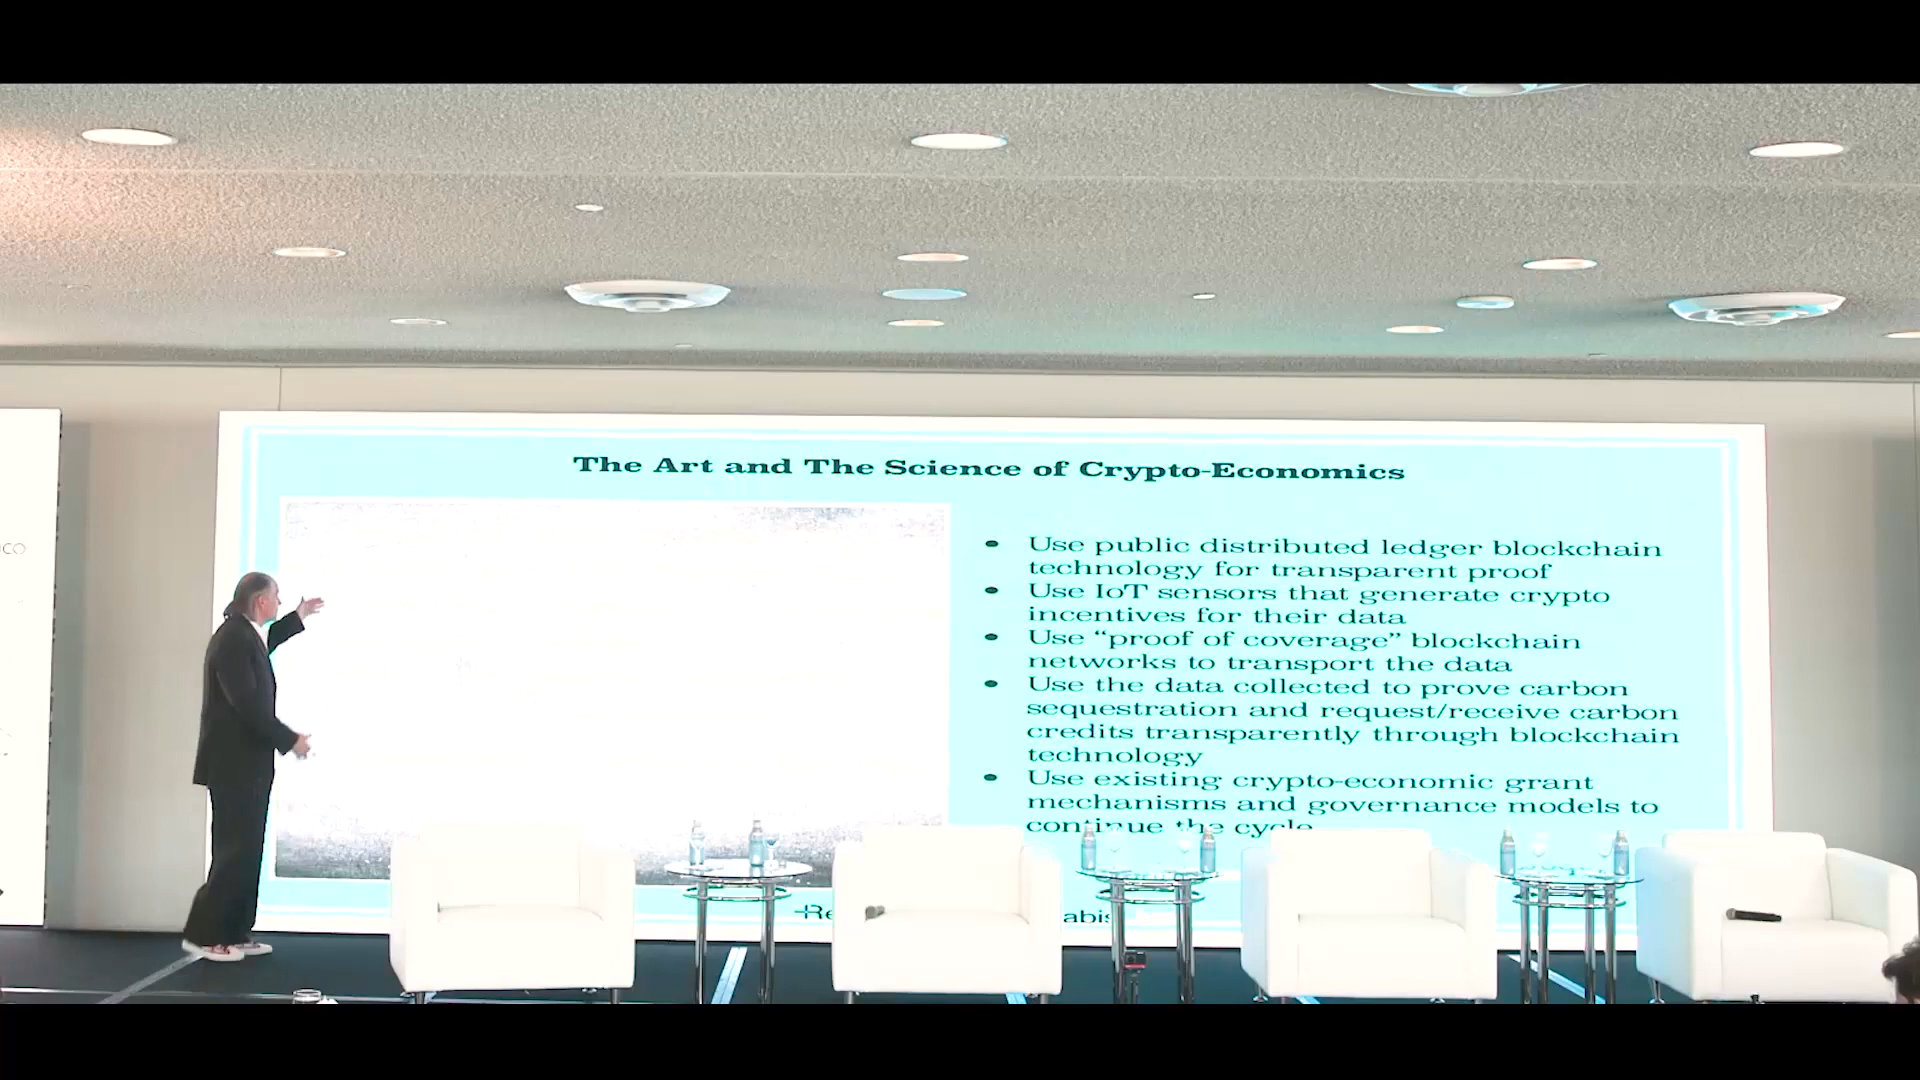 The Art and The Science of Crypto-Economics
• Use public distributed ledger blockchain
technology for transparent proof
• Use IoT sensors that generate crypto
incentives for their data
• Use “proof of coverage” blockchain
networks to transport the data
• Use the data collected to prove carbon
sequestration and request/receive carbon
credits transparently through blockchain
technology
• Use existing crypto-economic grant
mechanisms and governance models to
continue the cycle